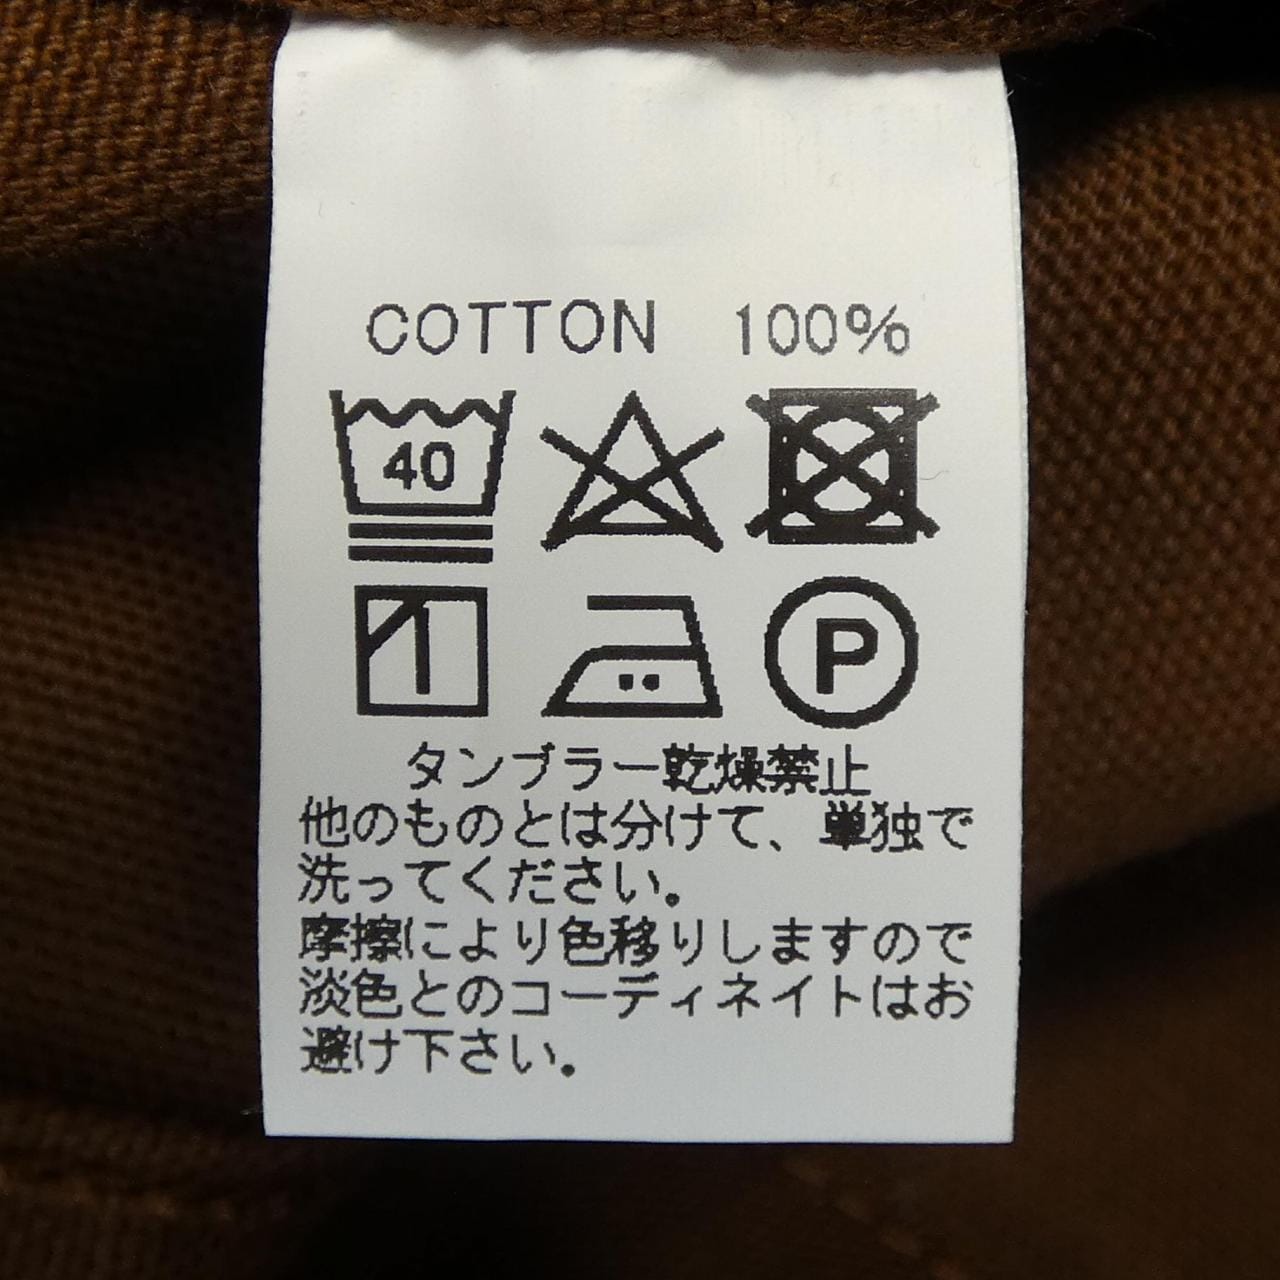 COTTON 100%
40
P
タンブラー乾燥禁止
他のものとは分けて、単独で
洗ってください。
摩擦により色移りしますので
淡色とのコーディネイトはお
避け下さい。